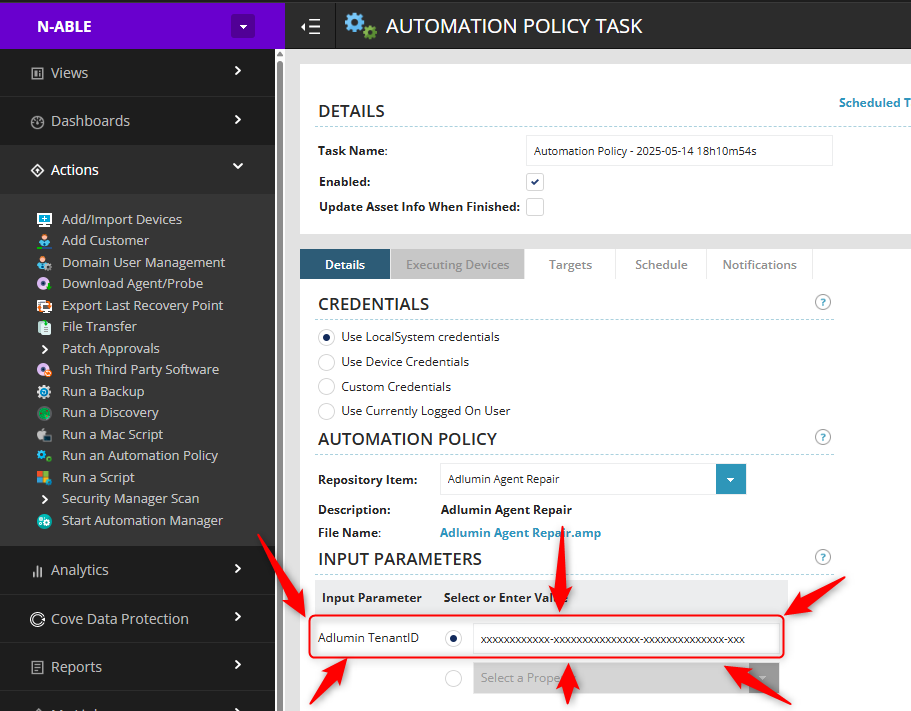 N-ABLE
AUTOMATION POLICY TASK
Views
Dashboards
Actions
Add/Import Devices
Add Customer
Domain User Management
Download Agent/Probe
Export Last Recovery Point
File Transfer
Patch Approvals
Push Third Party Software
Run a Backup
Run a Discovery
Run a Mac Script
Run an Automation Policy
Run a Script
Security Manager Scan
Start Automation Manager
Analytics
Cove Data Protection
Reports
Scheduled T
DETAILS
Task Name: Automation Policy - 2025-05-14 18h10m54s
Enabled:
Update Asset Info When Finished:
Details Executing Devices Targets Schedule Notifications
CREDENTIALS ?
Use LocalSystem credentials
Use Device Credentials
Custom Credentials
Use Currently Logged On User
AUTOMATION POLICY ?
Repository Item: Adlumin Agent Repair
Description: Adlumin Agent Repair
File Name: Adlumin Agent Repair.amp
INPUT PARAMETERS ?
Input Parameter Select or Enter Value
Adlumin TenantID xxxxxxxxxxxx-xxxxxxxxxxxxxxx-xxxxxxxxxxxxxx-xxx
Select a Prope